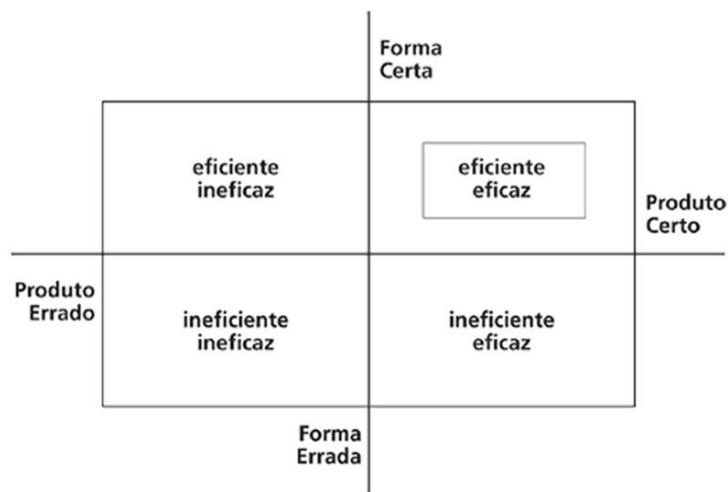 Forma
Certa
eficiente
ineficaz
eficiente
eficaz
Produto
Certo
Produto
Errado
ineficiente
ineficaz
ineficiente
eficaz
Forma
Errada